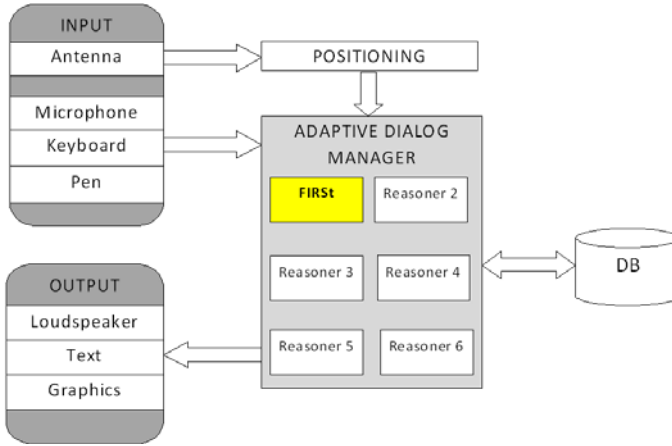 INPUT
Antenna
Microphone
Keyboard
Pen
POSITIONING
ADAPTIVE DIALOG
MANAGER
FIRSt
Reasoner 2
Reasoner 3
Reasoner 4
Reasoner 5
Reasoner 6
DB
OUTPUT
Loudspeaker
Text
Graphics